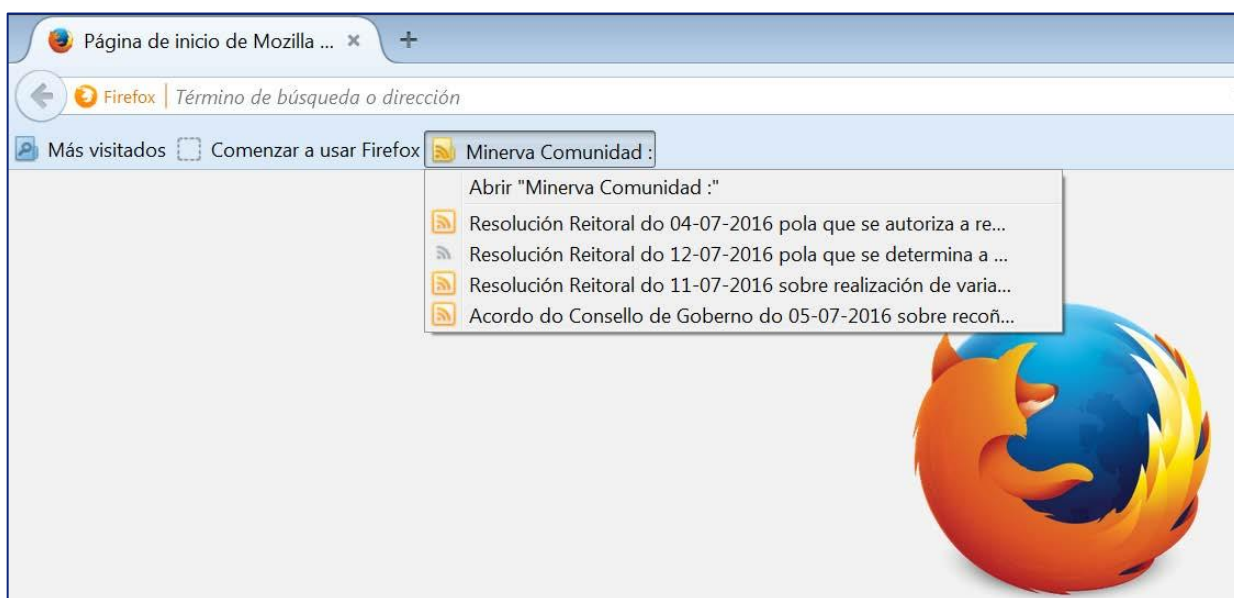 Página de inicio de Mozilla ...
Firefox Término de búsqueda o dirección
Más visitados Comenzar a usar Firefox Minerva Comunidad :
Abrir "Minerva Comunidad :"
Resolución Reitoral do 04-07-2016 pola que se autoriza a re...
Resolución Reitoral do 12-07-2016 pola que se determina a ...
Resolución Reitoral do 11-07-2016 sobre realización de varia...
Acordo do Consello de Goberno do 05-07-2016 sobre recoñ...